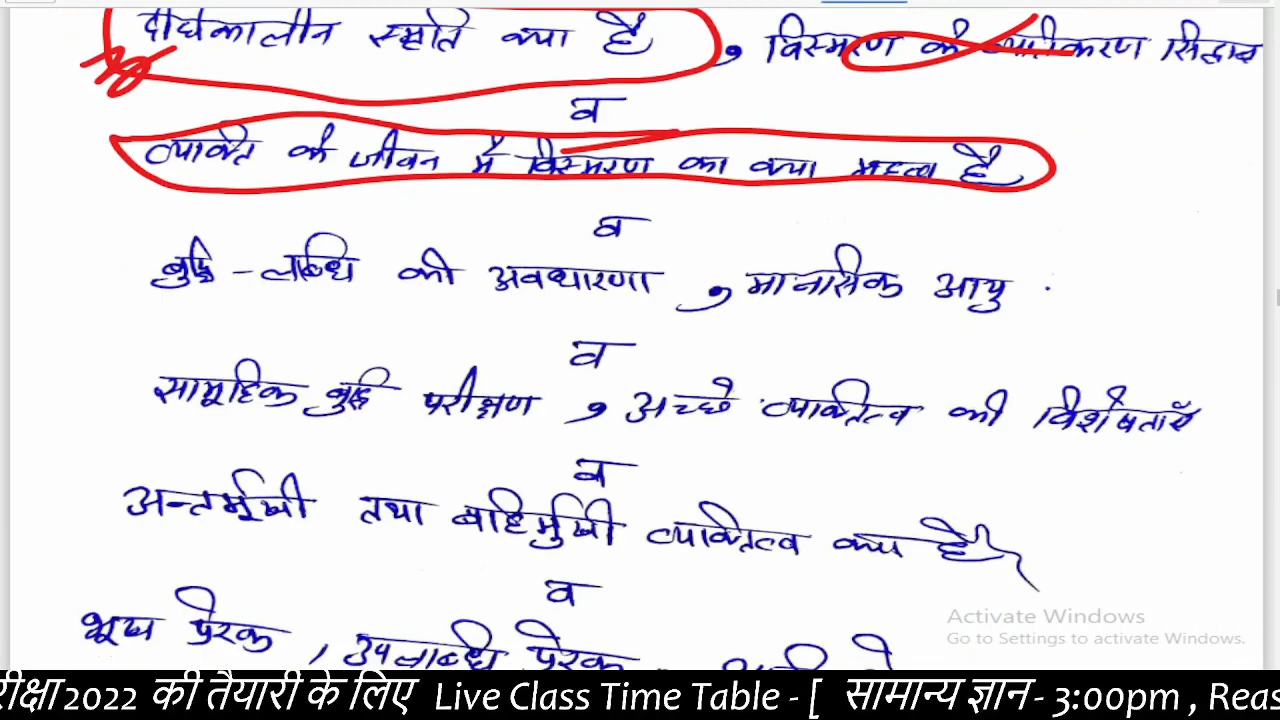 दीर्घकालीन स्मृति क्या है , विस्मरण के सिद्धांत
व
व्यक्ति के जीवन में विस्मरण का क्या महत्व है
व
बुद्धि - लब्धि की अवधारणा , मानसिक आयु
व
सामूहिक बुद्धि परीक्षण , अच्छे व्यक्तित्व की विशेषताएँ
व
अन्तर्मुखी तथा बहिर्मुखी व्यक्तित्व क्या है
व
भूख प्रेरक , उपलब्धि प्रेरक
Activate Windows
Go to Settings to activate Windows.
रीक्षा 2022 की तैयारी के लिए Live Class Time Table - [ सामान्य ज्ञान- 3:00pm , Reas